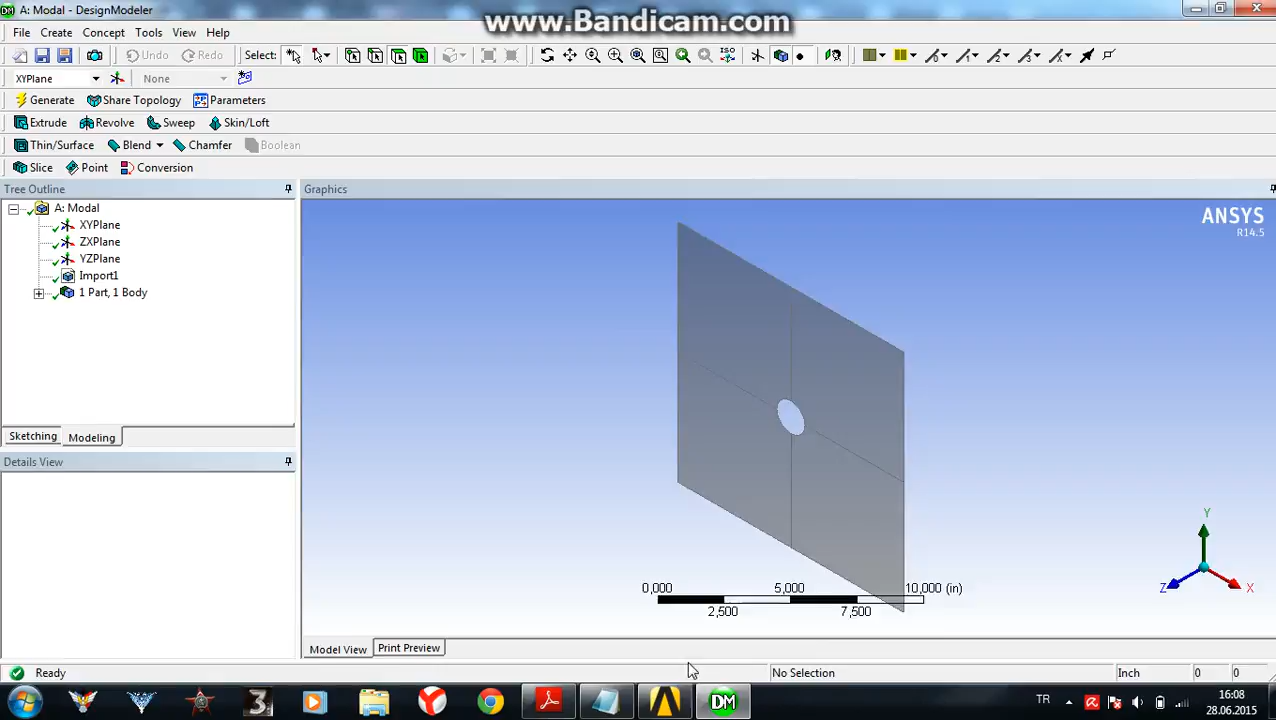 A: Modal - DesignModeler
www.Bandicam.com
File Create Concept Tools View Help
Undo Redo Select:
XYPlane None
Generate Share Topology Parameters
Extrude Revolve Sweep Skin/Loft
Thin/Surface Blend Chamfer Boolean
Slice Point Conversion
Tree Outline
A: Modal
XYPlane
ZXPlane
YZPlane
Import1
1 Part, 1 Body
Sketching Modeling
Details View
Graphics
ANSYS
R14.5
0,000 5,000 10,000 (in)
2,500 7,500
Y
Z X
Model View Print Preview
Ready No Selection Inch 0 0
3 DM TR 16:08
28.06.2015